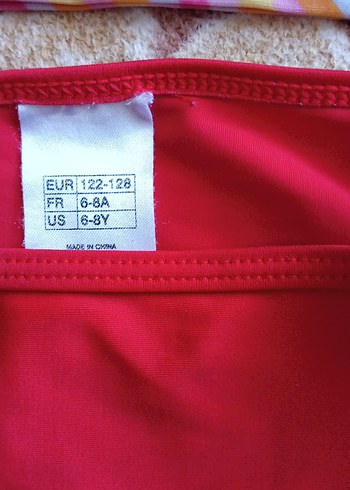 EUR 122-128
FR 6-8A
US 6-8Y
MADE IN CHINA